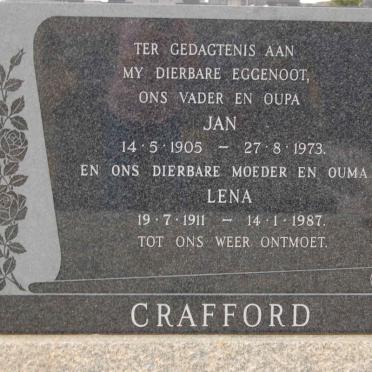 TER GEDAGTENIS AAN
MY DIERBARE EGGENOOT,
ONS VADER EN OUPA
JAN
14·5·1905 – 27·8·1973.
EN ONS DIERBARE MOEDER EN OUMA
LENA
19·7·1911 – 14·1·1987.
TOT ONS WEER ONTMOET.
CRAFFORD